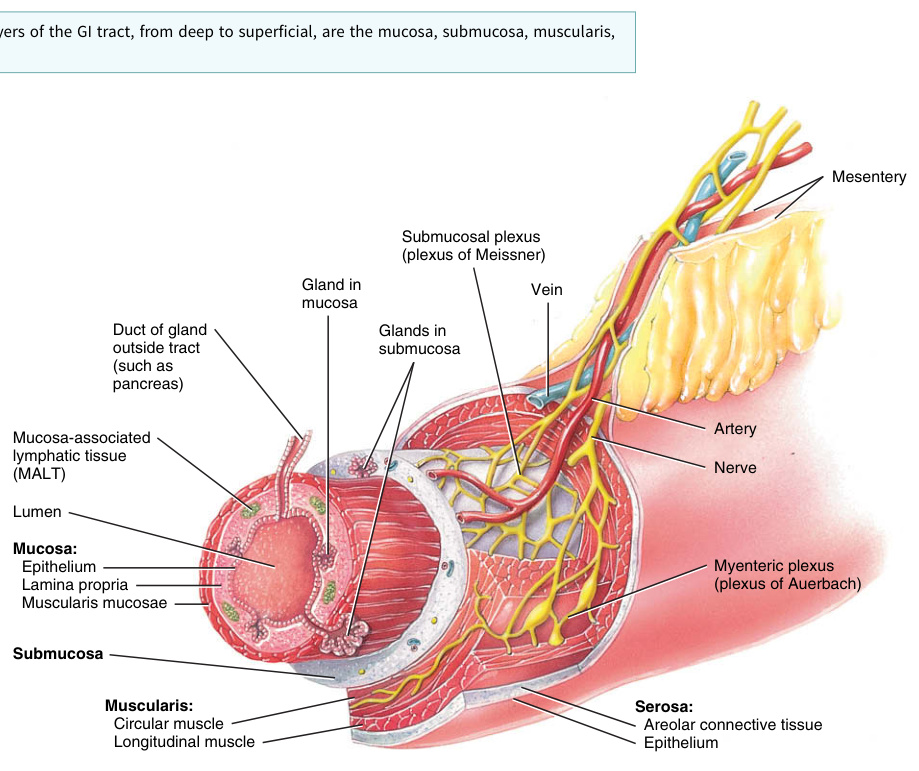 yers of the GI tract, from deep to superficial, are the mucosa, submucosa, muscularis,
Mesentery
Submucosal plexus
(plexus of Meissner)
Gland in
mucosa
Vein
Duct of gland
outside tract
(such as
pancreas)
Glands in
submucosa
Artery
Mucosa-associated
lymphatic tissue
(MALT)
Nerve
Lumen
Mucosa:
Epithelium
Lamina propria
Muscularis mucosae
Myenteric plexus
(plexus of Auerbach)
Submucosa
Muscularis:
Circular muscle
Longitudinal muscle
Serosa:
Areolar connective tissue
Epithelium